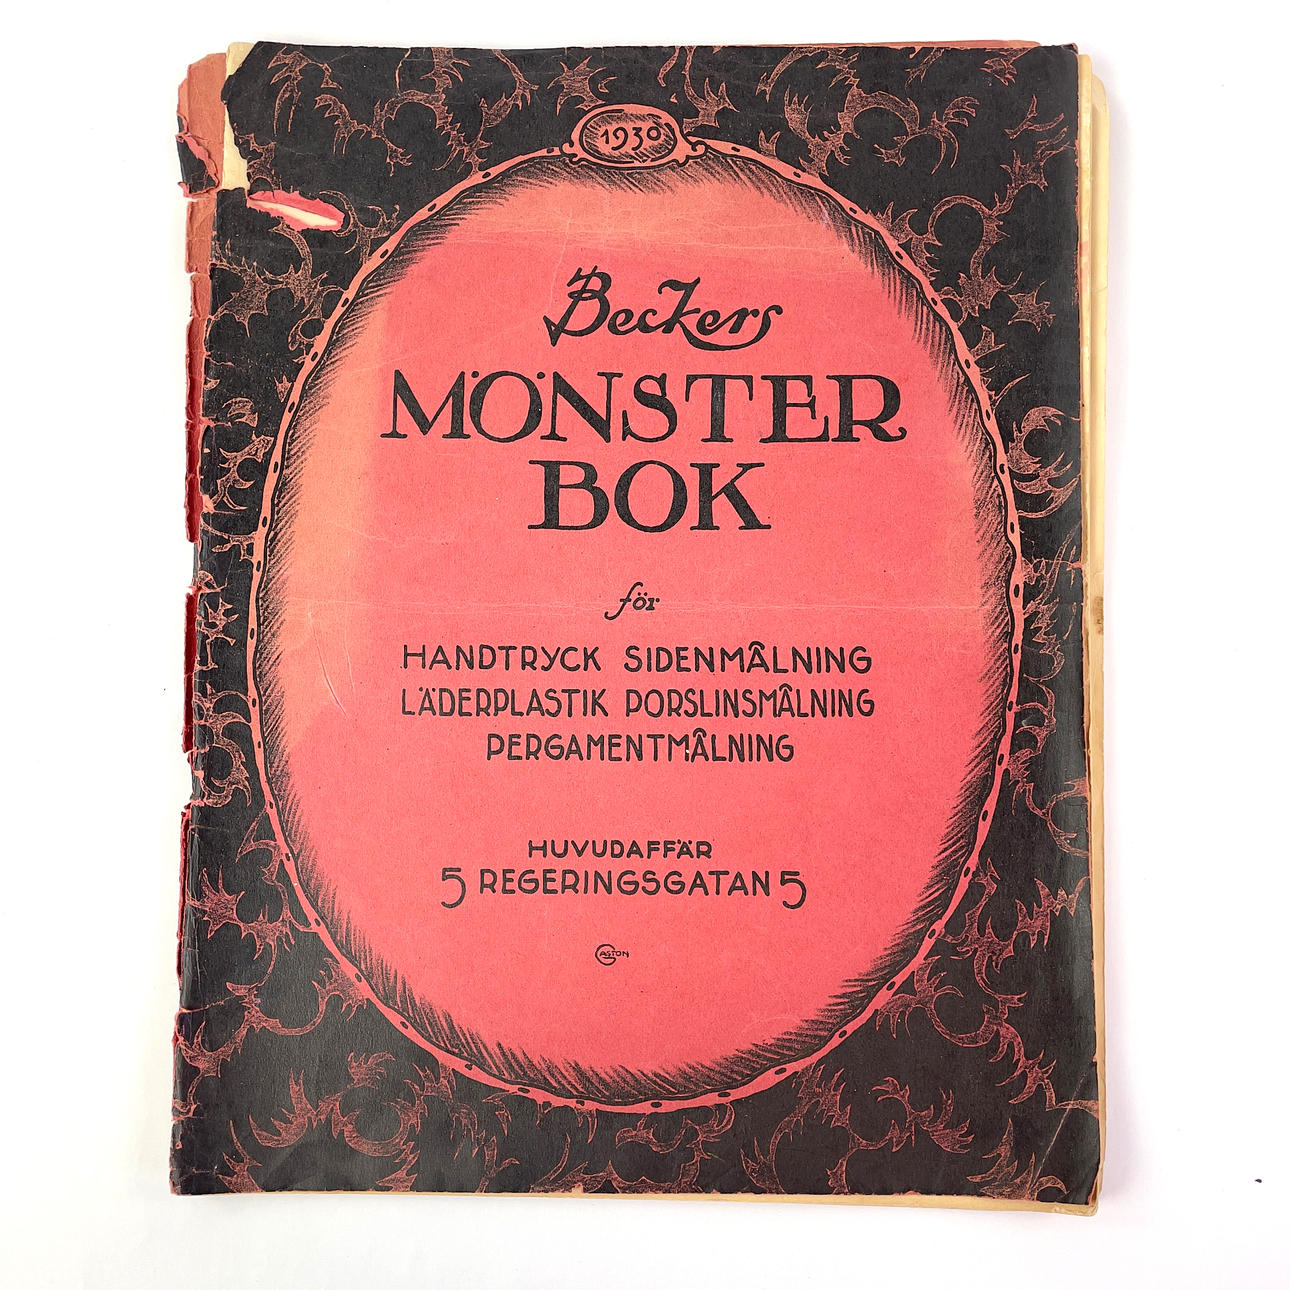 1930
Beckers
MÖNSTER
BOK
för
HANDTRYCK SIDENMÅLNING
LÄDERPLASTIK PORSLINSMÅLNING
PERGAMENTMÅLNING
HUVUDAFFÄR
5 REGERINGSGATAN 5
GASTON